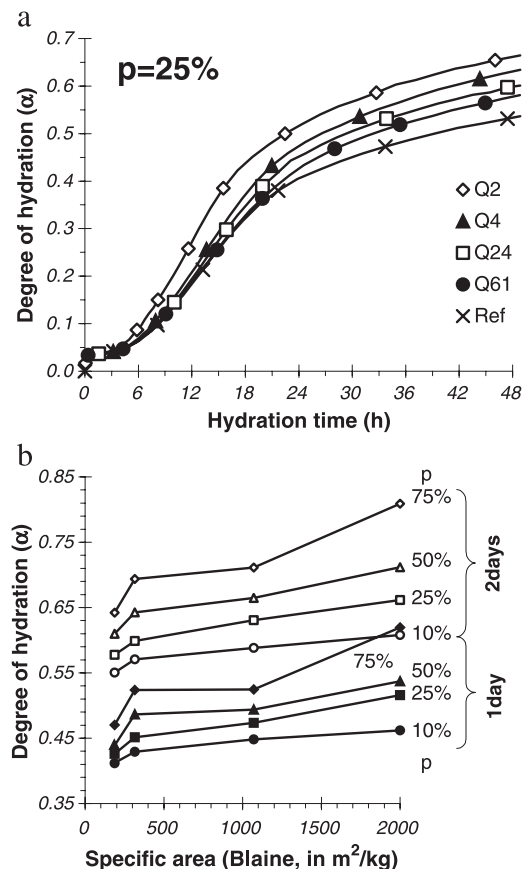 a
p=25%
Degree of hydration (α)
0.7
0.6
0.5
0.4
0.3
0.2
0.1
0.0
Q2
Q4
Q24
Q61
Ref
0 6 12 18 24 30 36 42 48
Hydration time (h)
b
Degree of hydration (α)
0.85
0.75
0.65
0.55
0.45
0.35
p
75%
50%
25%
10%
2days
75%
50%
25%
10%
p
1day
0 500 1000 1500 2000
Specific area (Blaine, in m²/kg)